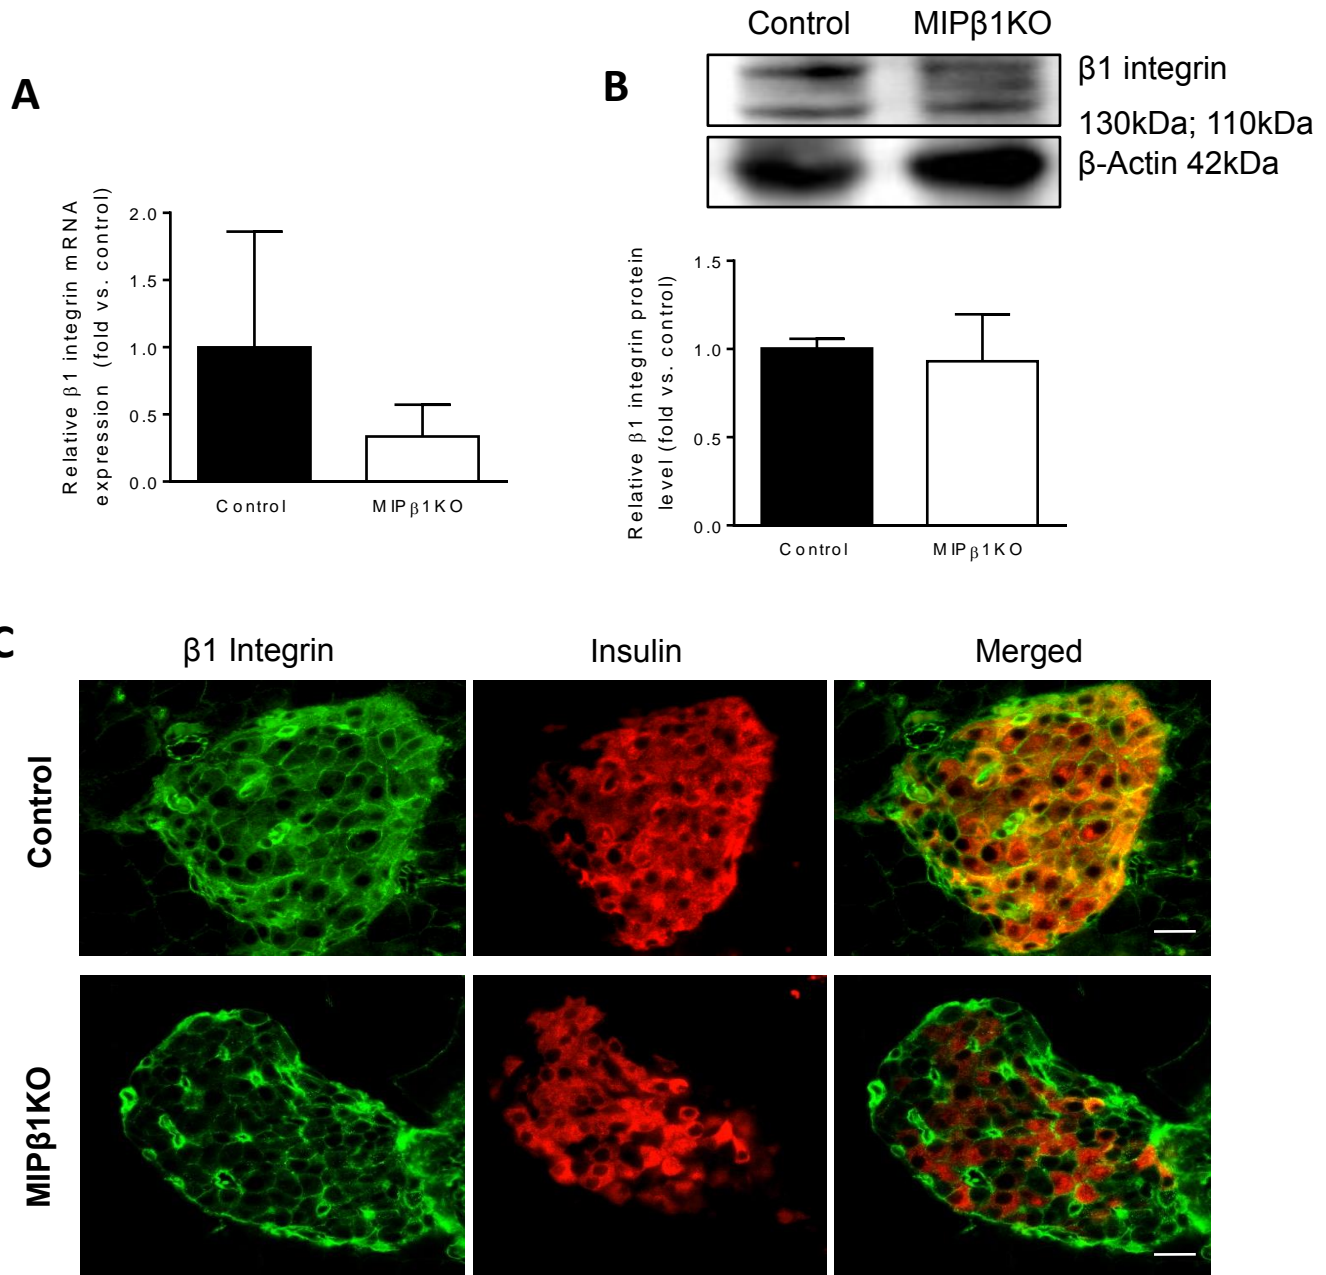 A
Relative β1 integrin mRNA
expression (fold vs. control)
2.0
1.5
1.0
0.5
0.0
Control MIPβ1KO
B
Control MIPβ1KO
β1 integrin
130kDa; 110kDa
β-Actin 42kDa
Relative β1 integrin protein
level (fold vs. control)
1.5
1.0
0.5
0.0
Control MIPβ1KO
C
β1 Integrin Insulin Merged
Control
MIPβ1KO